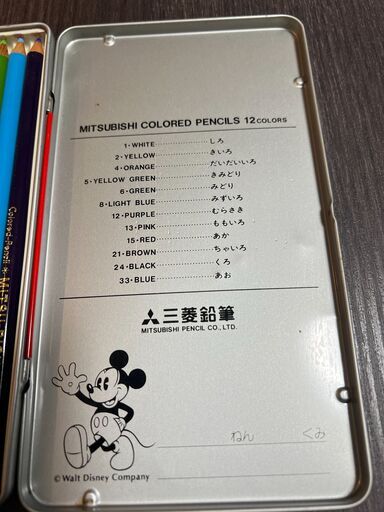 MITSUBISHI COLORED PENCILS 12 COLORS
1・WHITE……………しろ
2・YELLOW……………きいろ
4・ORANGE……………だいだいいろ
5・YELLOW GREEN……………きみどり
6・GREEN……………みどり
8・LIGHT BLUE……………みずいろ
12・PURPLE……………むらさき
13・PINK……………ももいろ
15・RED……………あか
21・BROWN……………ちゃいろ
24・BLACK……………くろ
33・BLUE……………あお
三菱鉛筆
MITSUBISHI PENCIL CO., LTD.
ねん くみ
© Walt Disney Company
Colored-Pencil